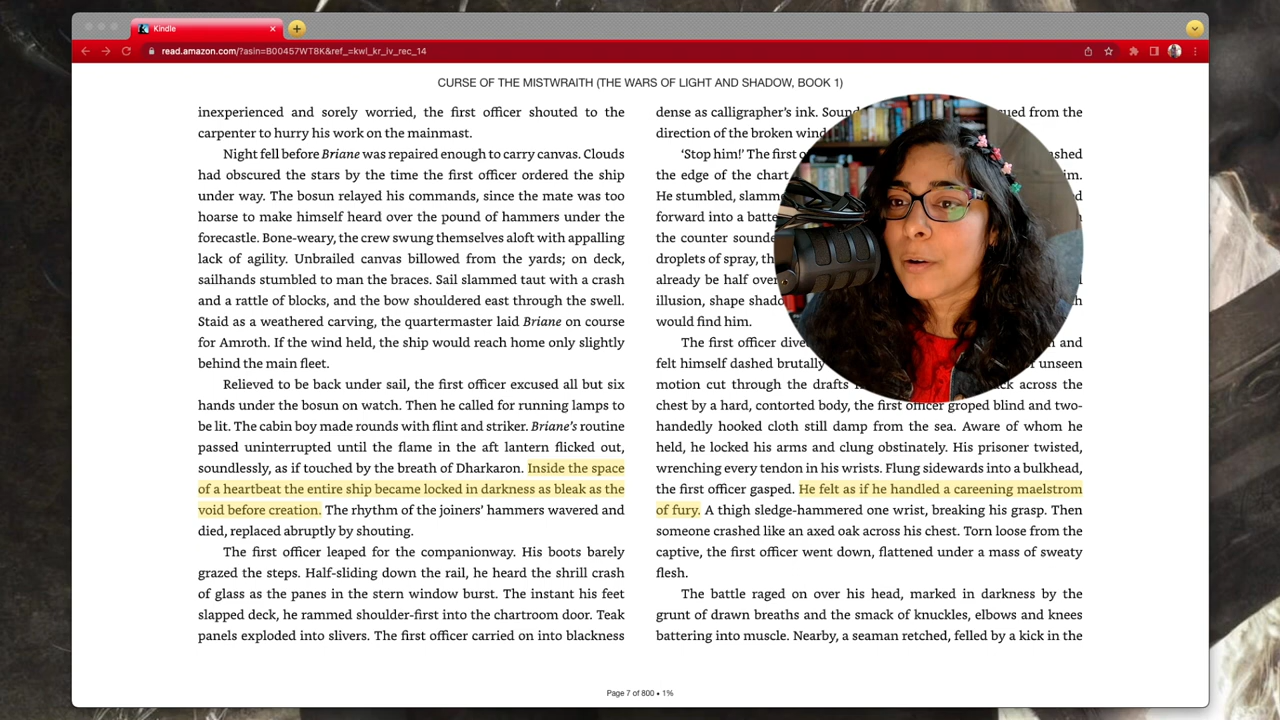 Kindle
read.amazon.com/?asin=B00457WT8K&ref_=kwl_kr_iv_rec_14
CURSE OF THE MISTWRAITH (THE WARS OF LIGHT AND SHADOW, BOOK 1)
inexperienced and sorely worried, the first officer shouted to the
carpenter to hurry his work on the mainmast.
Night fell before Briane was repaired enough to carry canvas. Clouds
had obscured the stars by the time the first officer ordered the ship
under way. The bosun relayed his commands, since the mate was too
hoarse to make himself heard over the pound of hammers under the
forecastle. Bone-weary, the crew swung themselves aloft with appalling
lack of agility. Unbrailed canvas billowed from the yards; on deck,
sailhands stumbled to man the braces. Sail slammed taut with a crash
and a rattle of blocks, and the bow shouldered east through the swell.
Staid as a weathered carving, the quartermaster laid Briane on course
for Amroth. If the wind held, the ship would reach home only slightly
behind the main fleet.
Relieved to be back under sail, the first officer excused all but six
hands under the bosun on watch. Then he called for running lamps to
be lit. The cabin boy made rounds with flint and striker. Briane's routine
passed uninterrupted until the flame in the aft lantern flicked out,
soundlessly, as if touched by the breath of Dharkaron. Inside the space
of a heartbeat the entire ship became locked in darkness as bleak as the
void before creation. The rhythm of the joiners' hammers wavered and
died, replaced abruptly by shouting.
The first officer leaped for the companionway. His boots barely
grazed the steps. Half-sliding down the rail, he heard the shrill crash
of glass as the panes in the stern window burst. The instant his feet
slapped deck, he rammed shoulder-first into the chartroom door. Teak
panels exploded into slivers. The first officer carried on into blackness
dense as calligrapher's ink. from the
direction of the broken
'Stop him!' The first
the edge of the chart
He stumbled,
forward into a
the counter
droplets of spray,
already be half
illusion, shape
would find him.
The first officer and
felt himself dashed brutally unseen
motion cut through the drafts across the
chest by a hard, contorted body, the first officer groped blind and two-
handedly hooked cloth still damp from the sea. Aware of whom he
held, he locked his arms and clung obstinately. His prisoner twisted,
wrenching every tendon in his wrists. Flung sidewards into a bulkhead,
the first officer gasped. He felt as if he handled a careening maelstrom
of fury. A thigh sledge-hammered one wrist, breaking his grasp. Then
someone crashed like an axed oak across his chest. Torn loose from the
captive, the first officer went down, flattened under a mass of sweaty
flesh.
The battle raged on over his head, marked in darkness by the
grunt of drawn breaths and the smack of knuckles, elbows and knees
battering into muscle. Nearby, a seaman retched, felled by a kick in the
Page 7 of 800 • 1%